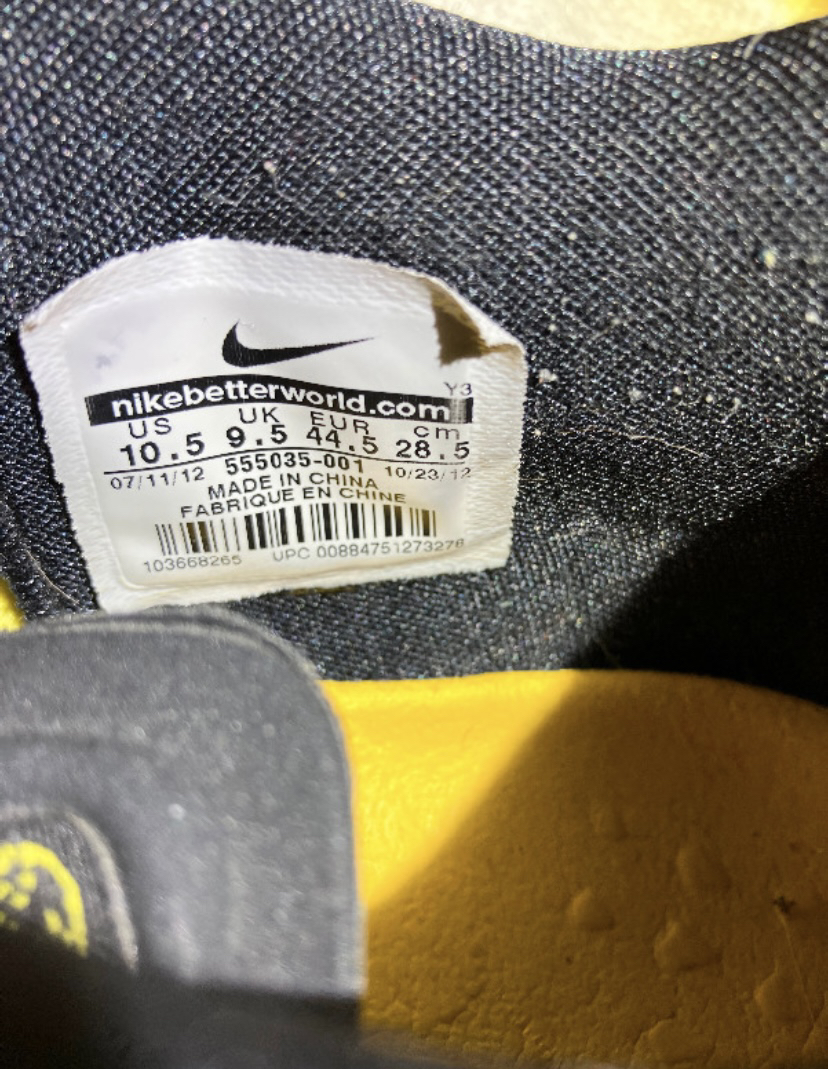 Y3
nikebetterworld.com
US UK EUR cm
10.5 9.5 44.5 28.5
07/11/12 555035-001 10/23/12
MADE IN CHINA
FABRIQUE EN CHINE
103668265 UPC 00884751273278